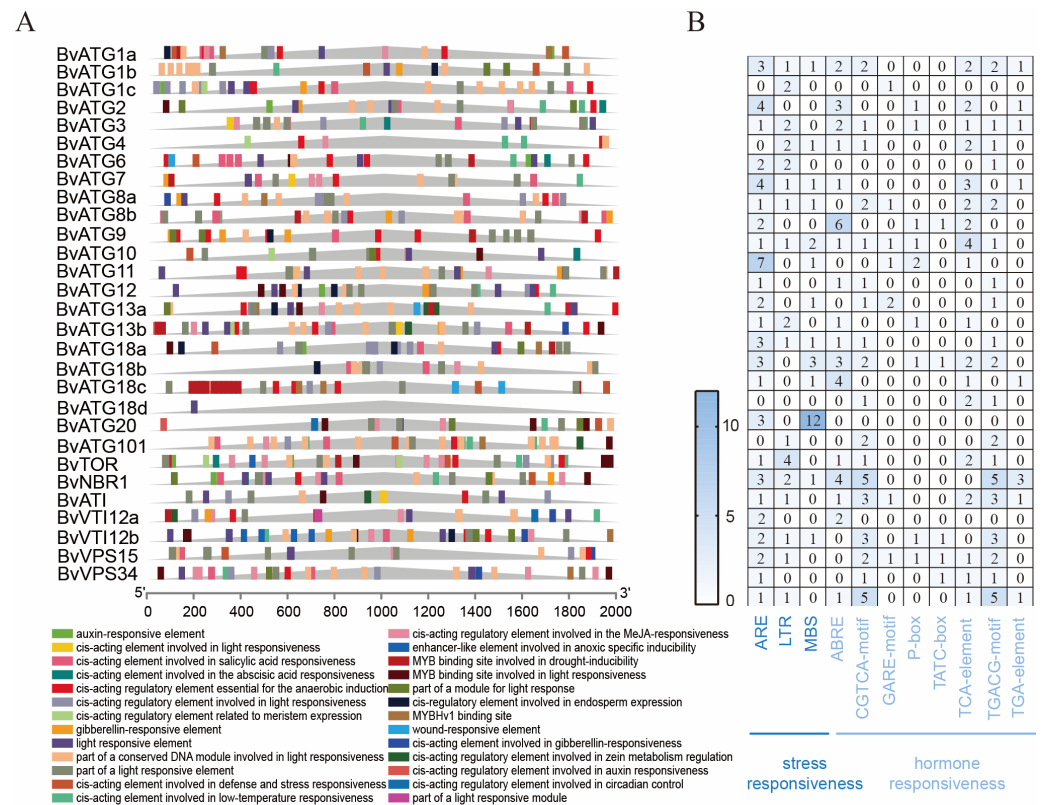 A
B
BvATG1a
BvATG1b
BvATG1c
BvATG2
BvATG3
BvATG4
BvATG6
BvATG7
BvATG8a
BvATG8b
BvATG9
BvATG10
BvATG11
BvATG12
BvATG13a
BvATG13b
BvATG18a
BvATG18b
BvATG18c
BvATG18d
BvATG20
BvATG101
BvTOR
BvNBR1
BvATI
BvVTI12a
BvVTI12b
BvVPS15
BvVPS34
5' 3'
0 200 400 600 800 1000 1200 1400 1600 1800 2000
auxin-responsive element
cis-acting element involved in light responsiveness
cis-acting element involved in salicylic acid responsiveness
cis-acting element involved in the abscisic acid responsiveness
cis-acting regulatory element essential for the anaerobic induction
cis-acting regulatory element involved in light responsiveness
cis-acting regulatory element related to meristem expression
gibberellin-responsive element
light responsive element
part of a conserved DNA module involved in light responsiveness
part of a light responsive element
cis-acting element involved in defense and stress responsiveness
cis-acting element involved in low-temperature responsiveness
cis-acting regulatory element involved in the MeJA-responsiveness
enhancer-like element involved in anoxic specific inducibility
MYB binding site involved in drought-inducibility
MYB binding site involved in light responsiveness
part of a module for light response
cis-regulatory element involved in endosperm expression
MYBHv1 binding site
wound-responsive element
cis-acting element involved in gibberellin-responsiveness
cis-acting regulatory element involved in zein metabolism regulation
cis-acting regulatory element involved in auxin responsiveness
cis-acting regulatory element involved in circadian control
part of a light responsive module
3 1 1 2 2 0 0 0 2 2 1
0 2 0 0 0 1 0 0 0 0 0
4 0 0 3 0 0 1 0 2 0 1
1 2 0 2 1 0 1 0 1 1 1
0 2 1 1 1 0 0 0 2 1 0
2 2 0 0 0 0 0 0 0 0 0
4 1 1 1 0 0 0 0 3 0 1
1 1 1 0 2 1 0 0 2 2 0
2 0 0 6 0 0 1 1 2 0 0
1 1 2 1 1 1 0 0 4 1 0
7 0 1 0 0 1 2 0 0 0 0
1 0 0 1 1 0 0 0 0 1 0
2 0 1 0 1 2 0 0 0 1 0
1 2 0 1 0 0 1 0 1 0 0
3 1 1 1 1 0 0 0 0 1 0
3 0 3 3 2 0 1 1 2 2 0
1 0 1 4 0 0 0 0 1 0 1
0 0 0 0 1 0 0 0 2 1 0
3 0 12 0 0 0 0 0 0 0 0
0 1 0 0 2 0 0 0 0 2 0
1 4 0 0 0 0 0 0 2 1 0
3 2 1 4 5 0 0 0 0 5 3
1 1 0 1 3 1 0 0 2 3 1
2 0 0 2 0 0 0 0 0 0 0
2 1 1 0 3 0 1 1 0 3 0
2 1 0 0 2 1 1 1 1 2 0
1 0 0 0 1 0 0 1 1 1 0
1 1 0 1 5 0 0 0 1 5 1
10
5
0
ARE
LTR
MBS
ABRE
CGTCA-motif
GARE-motif
P-box
TATC-box
TCA-element
TGACG-motif
TGA-element
stress
responsiveness
hormone
responsiveness